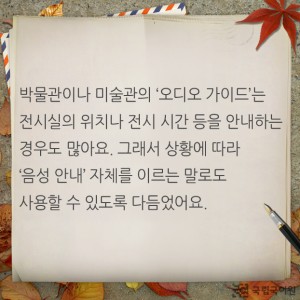 박물관이나 미술관의 ‘오디오 가이드’는
전시실의 위치나 전시 시간 등을 안내하는
경우도 많아요. 그래서 상황에 따라
‘음성 안내’ 자체를 이르는 말로도
사용할 수 있도록 다듬었어요.
국립국어원